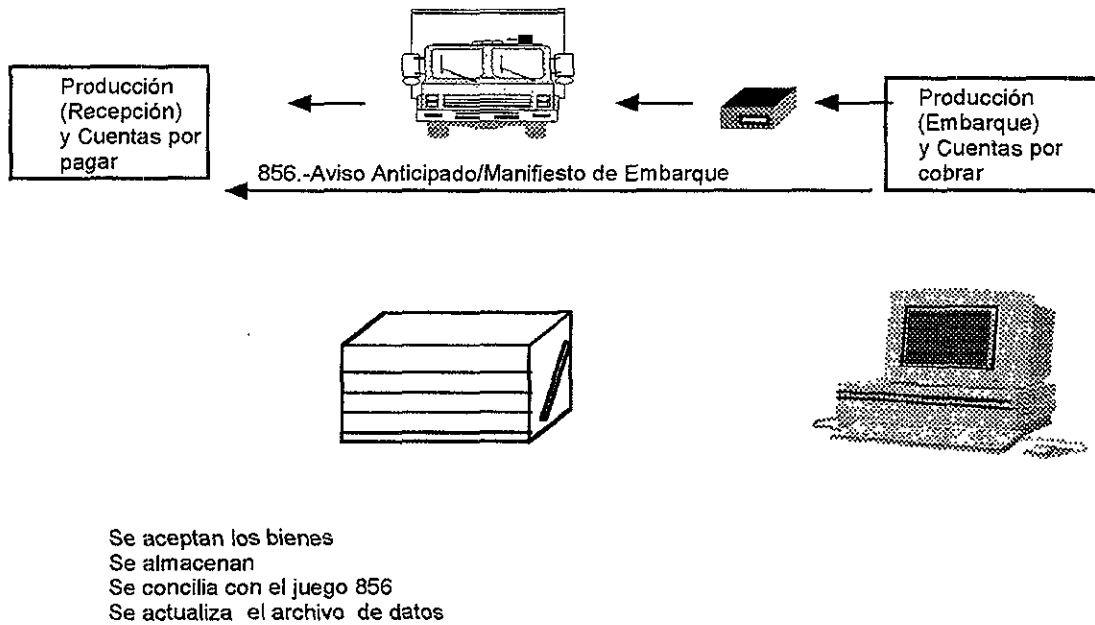 Producción
(Recepción)
y Cuentas por
pagar
856.-Aviso Anticipado/Manifiesto de Embarque
Producción
(Embarque)
y Cuentas por
cobrar
Se aceptan los bienes
Se almacenan
Se concilia con el juego 856
Se actualiza el archivo de datos